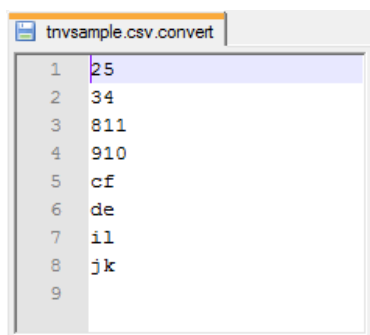 tnvsample.csv.convert
1 25
2 34
3 811
4 910
5 cf
6 de
7 il
8 jk
9